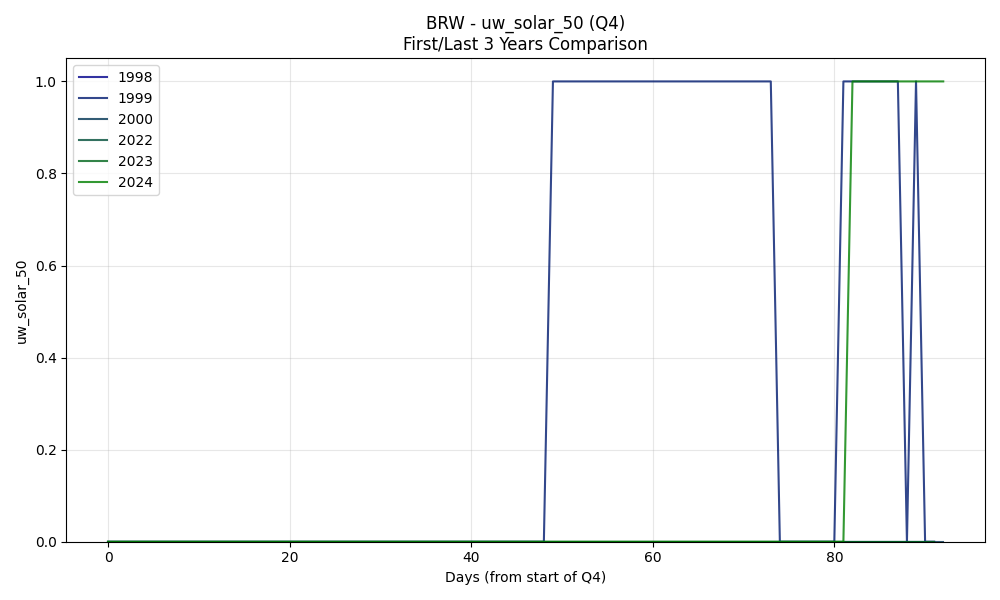 BRW - uw_solar_50 (Q4)
First/Last 3 Years Comparison
1998
1999
2000
2022
2023
2024
1.0
0.8
0.6
0.4
0.2
0.0
uw_solar_50
0 20 40 60 80
Days (from start of Q4)